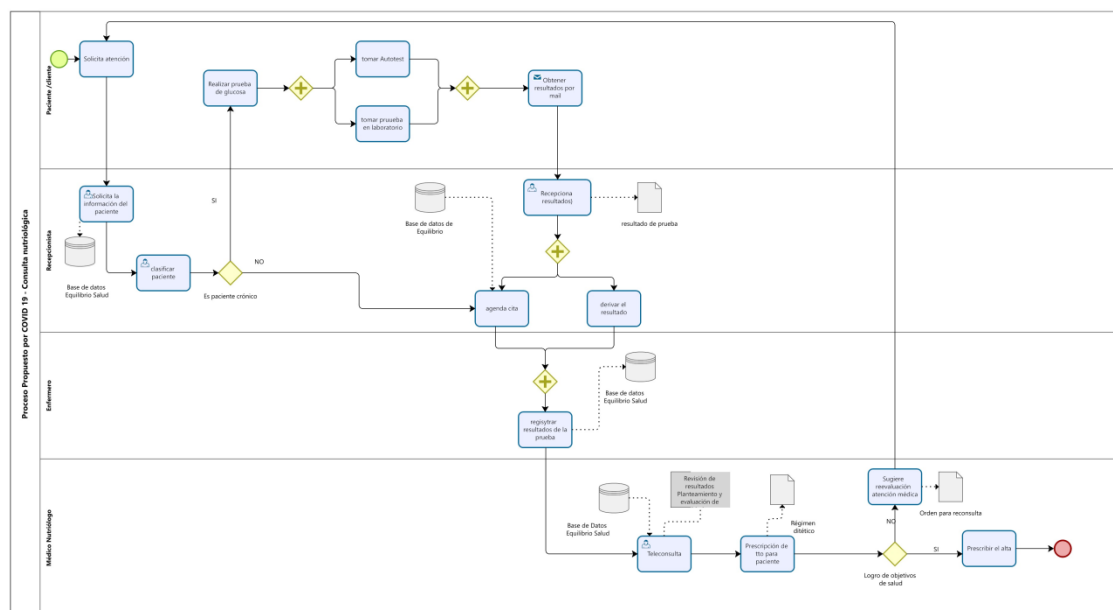 Proceso Propuesto por COVID 19 - Consulta nutriológica
Paciente /cliente
Solicita atención
Realizar prueba
de glucosa
tomar Autotest
tomar pruueba
en laboratorio
Obtener
resultados por
mail
Recepcionista
Solicita la
información del
paciente
Base de datos
Equilibrio Salud
clasificar
paciente
SI
NO
Es paciente crónico
Base de datos de
Equilibrio
Recepciona
resultados)
resultado de prueba
agenda cita
derivar el
resultado
Enfermero
regisytrar
resultados de la
prueba
Base de datos
Equilibrio Salud
Médico Nutriólogo
Base de Datos
Equilibrio Salud
Teleconsulta
Revisión de
resultados
Planteamiento y
evaluación de
Prescripción de
tto para
paciente
Régimen
ditético
Sugiere
reevaluación
atención médica
Orden para reconsulta
NO
SI
Logro de objetivos
de salud
Prescribir el alta